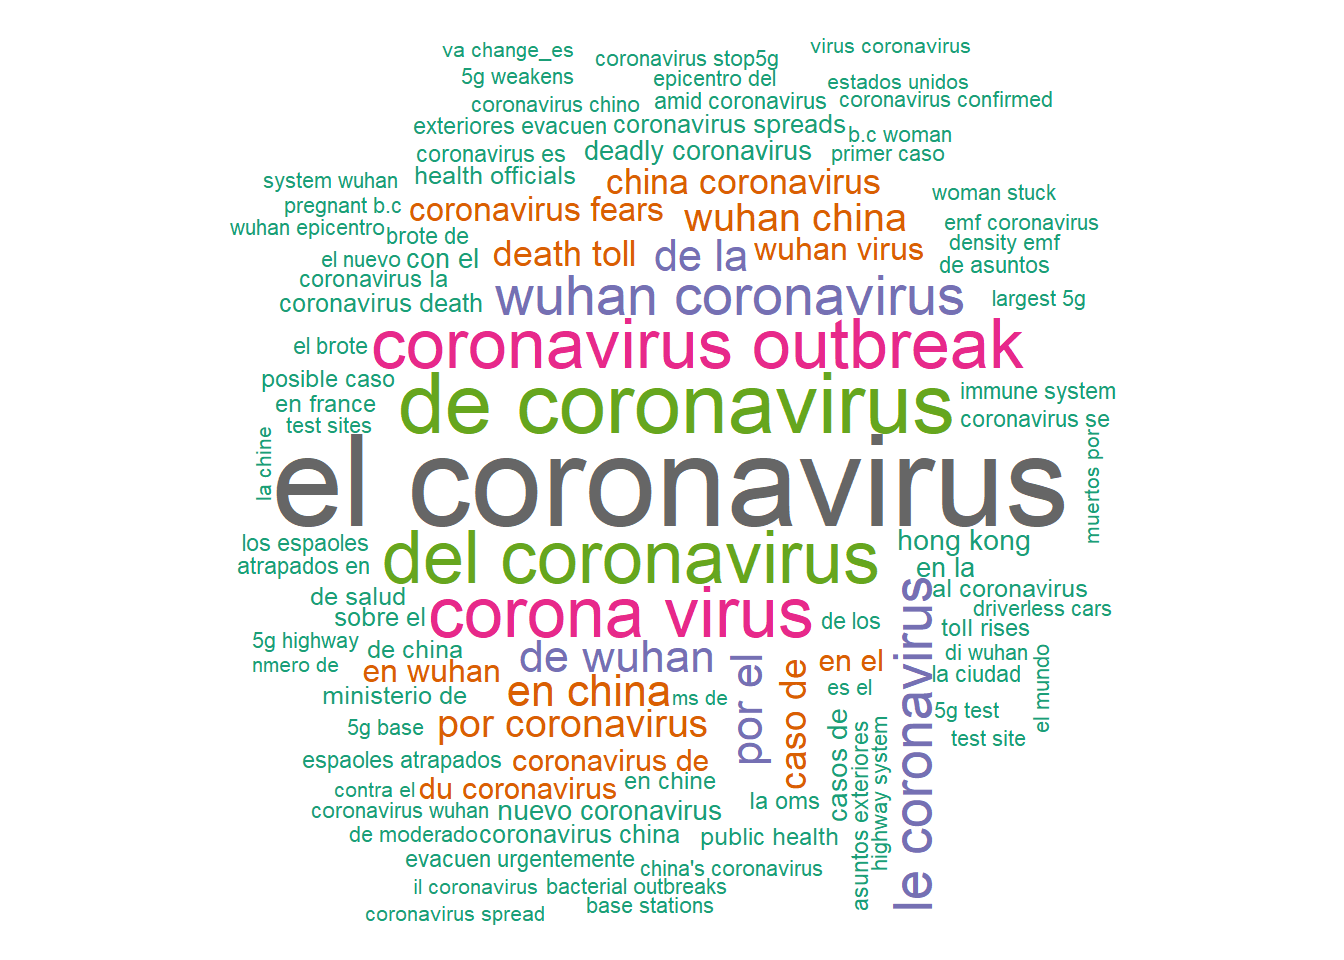 va change_es
coronavirus stop5g
virus coronavirus
5g weakens
epicentro del
estados unidos
coronavirus chino
amid coronavirus
coronavirus confirmed
exteriores evacuen
coronavirus spreads
b.c woman
coronavirus es
deadly coronavirus
primer caso
system wuhan
health officials
china coronavirus
woman stuck
pregnant b.c
coronavirus fears
wuhan china
emf coronavirus
wuhan epicentro
brote de
death toll
de la
wuhan virus
density emf
el nuevo
con el
de asuntos
coronavirus la
coronavirus death
wuhan coronavirus
largest 5g
el brote
coronavirus outbreak
posible caso
de coronavirus
immune system
en france
coronavirus se
test sites
la chine
el coronavirus
muertos por
los espaoles
del coronavirus
hong kong
atrapados en
en la
de salud
corona virus
al coronavirus
sobre el
de los
driverless cars
5g highway
toll rises
de china
de wuhan
di wuhan
nmero de
en wuhan
por el
caso de
en el
le coronavirus
la ciudad
el mundo
ministerio de
en china
ms de
es el
5g test
5g base
por coronavirus
casos de
test site
espaoles atrapados
coronavirus de
asuntos exteriores
highway system
contra el
du coronavirus
en chine
coronavirus wuhan
nuevo coronavirus
la oms
de moderado
coronavirus china
public health
evacuen urgentemente
china's coronavirus
il coronavirus
bacterial outbreaks
coronavirus spread
base stations